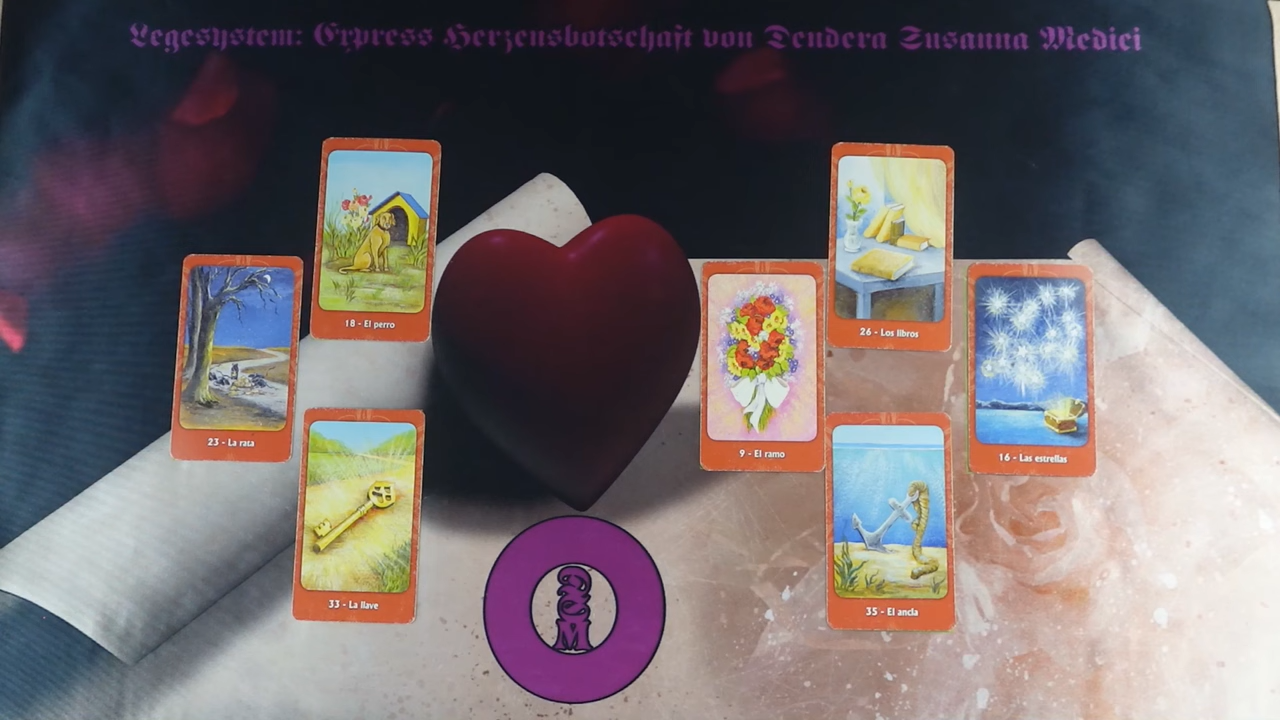 Legesystem: Express Herzensbotschaft von Dendera Susanna Medici
18 - El perro
26 - Los libros
23 - La rata
9 - El ramo
16 - Las estrellas
33 - La llave
35 - El ancla
DSM